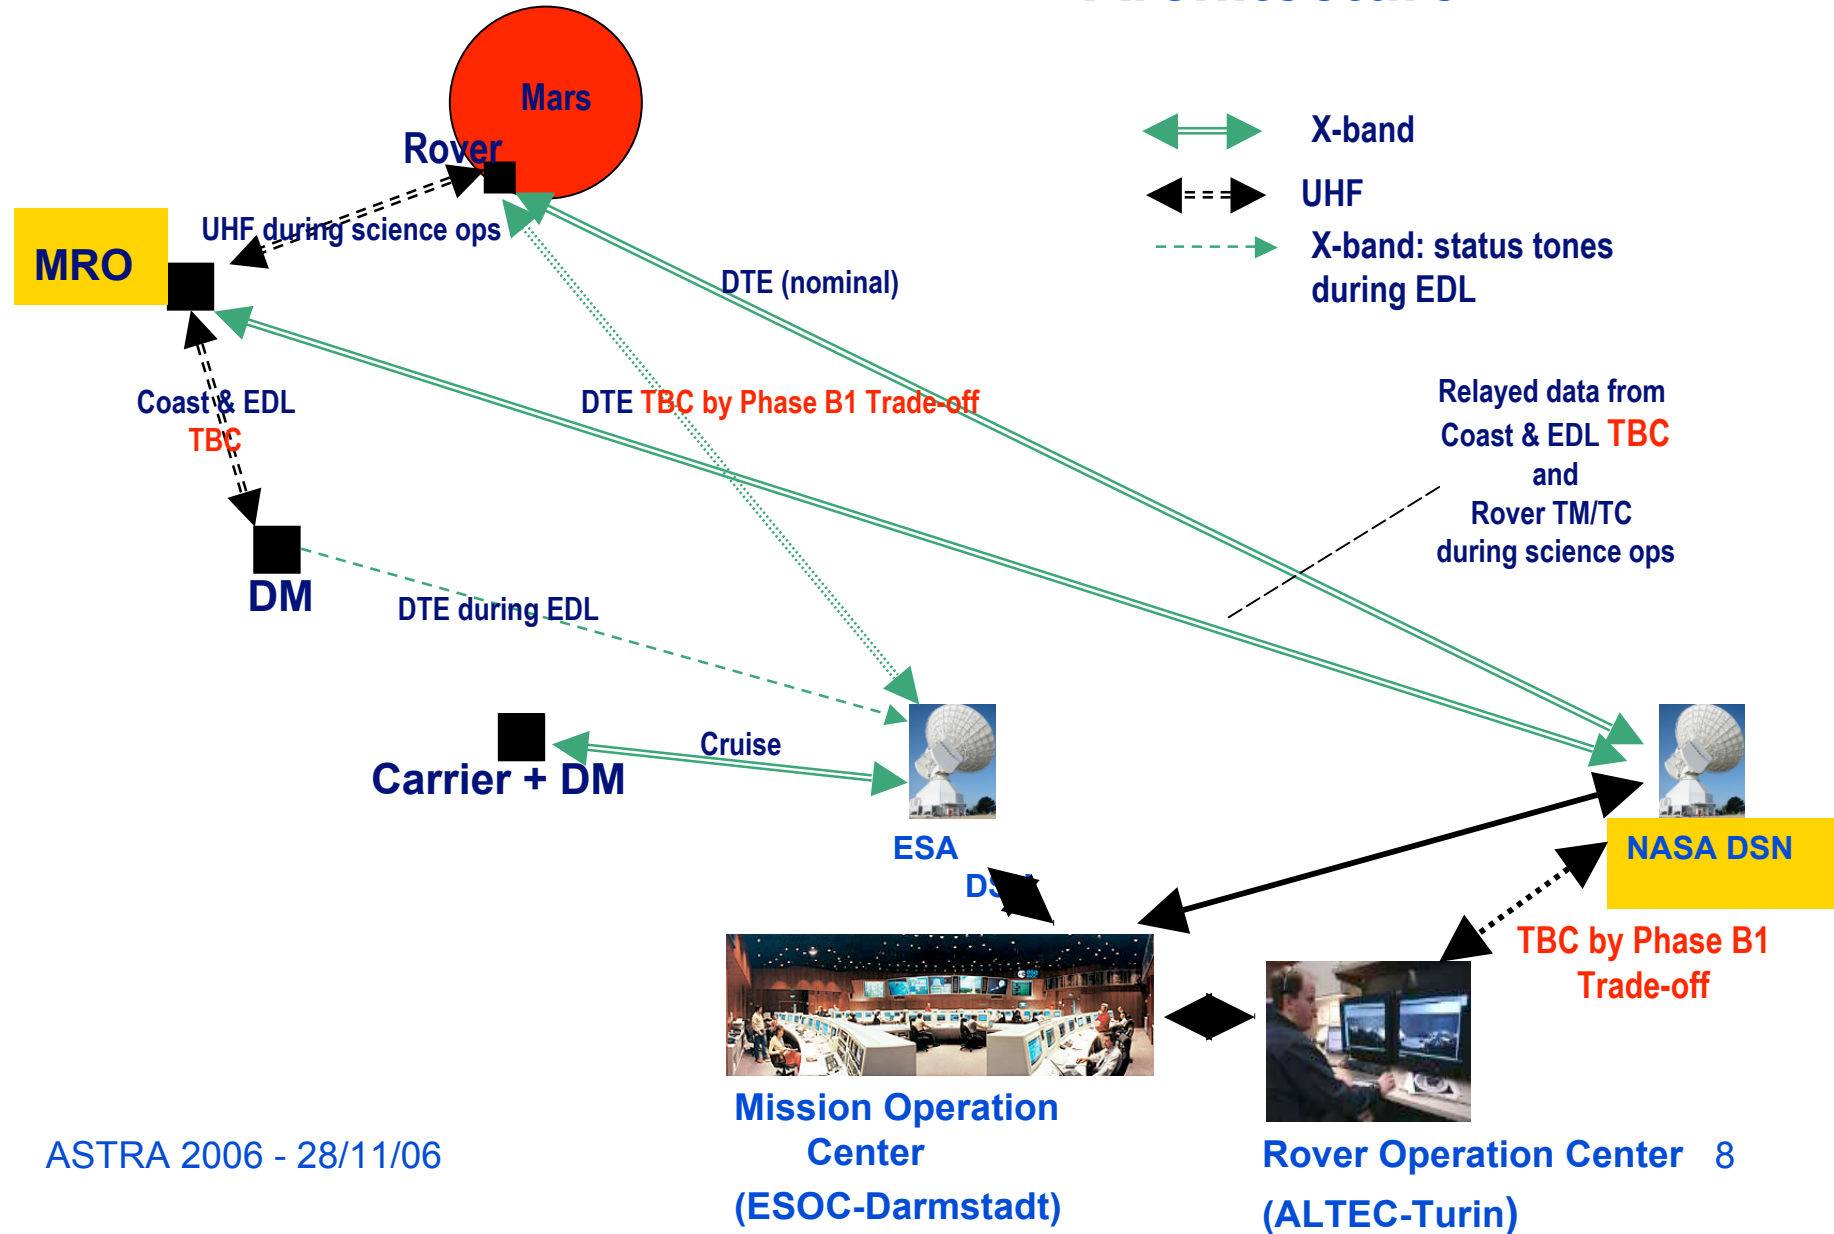 Mars
Rover
X-band
UHF
X-band: status tones
during EDL
UHF during science ops
MRO
DTE (nominal)
Coast & EDL
TBC
DTE TBC by Phase B1 Trade-off
Relayed data from
Coast & EDL TBC
and
Rover TM/TC
during science ops
DM
DTE during EDL
Cruise
Carrier + DM
ESA
NASA DSN
TBC by Phase B1
Trade-off
Mission Operation
Center
(ESOC-Darmstadt)
Rover Operation Center
(ALTEC-Turin)
ASTRA 2006 - 28/11/06
8